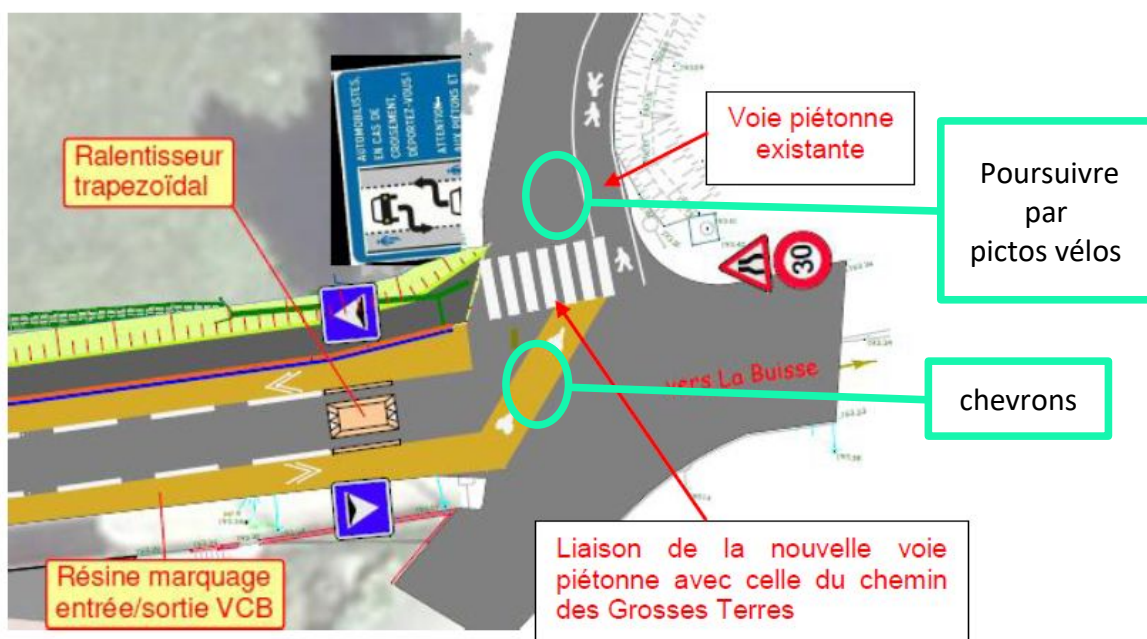 AUTOMOBILISTES,
EN CAS DE
CROISEMENT,
DÉPORTEZ-VOUS!
ATTENTION
AUX PIÉTONS ET
Ralentisseur
trapezoïdal
Voie piétonne
existante
Poursuivre
par
pictos vélos
30
vers La Buisse
chevrons
Résine marquage
entrée/sortie VCB
Liaison de la nouvelle voie
piétonne avec celle du chemin
des Grosses Terres